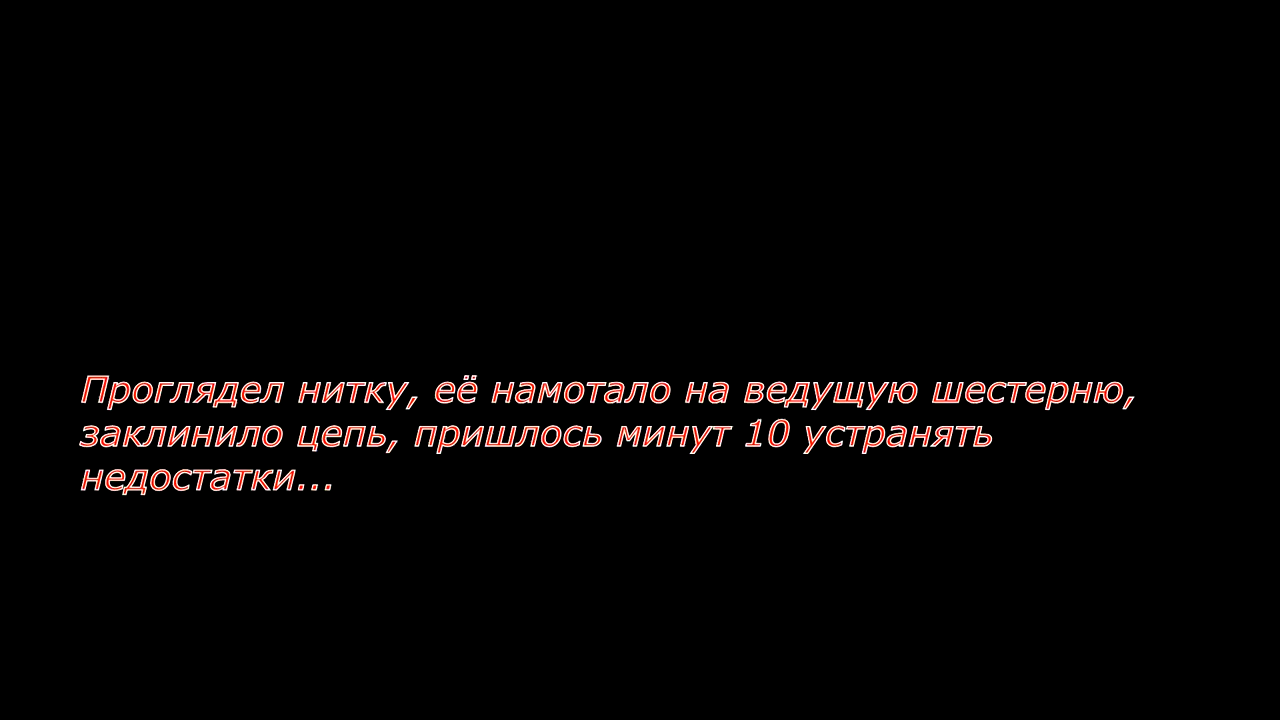 Проглядел нитку, её намотало на ведущую шестерню,
заклинило цепь, пришлось минут 10 устранять
недостатки...